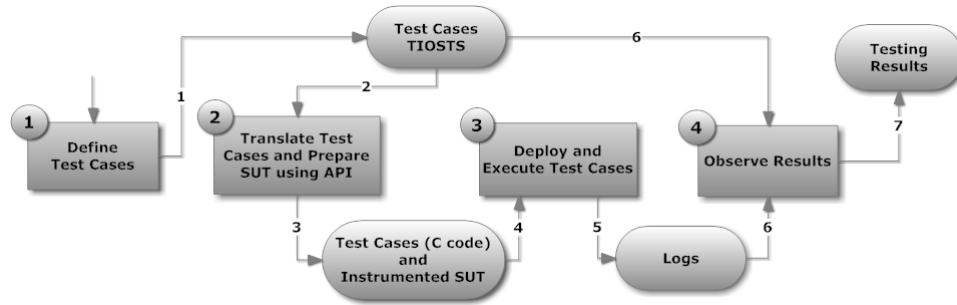 Test Cases
TIOSTS
6
Testing
Results
1
2
1
2
3
4
7
Define
Test Cases
Translate Test
Cases and Prepare
SUT using API
Deploy and
Execute Test Cases
Observe Results
3
4
5
6
Test Cases (C code)
and
Instrumented SUT
Logs